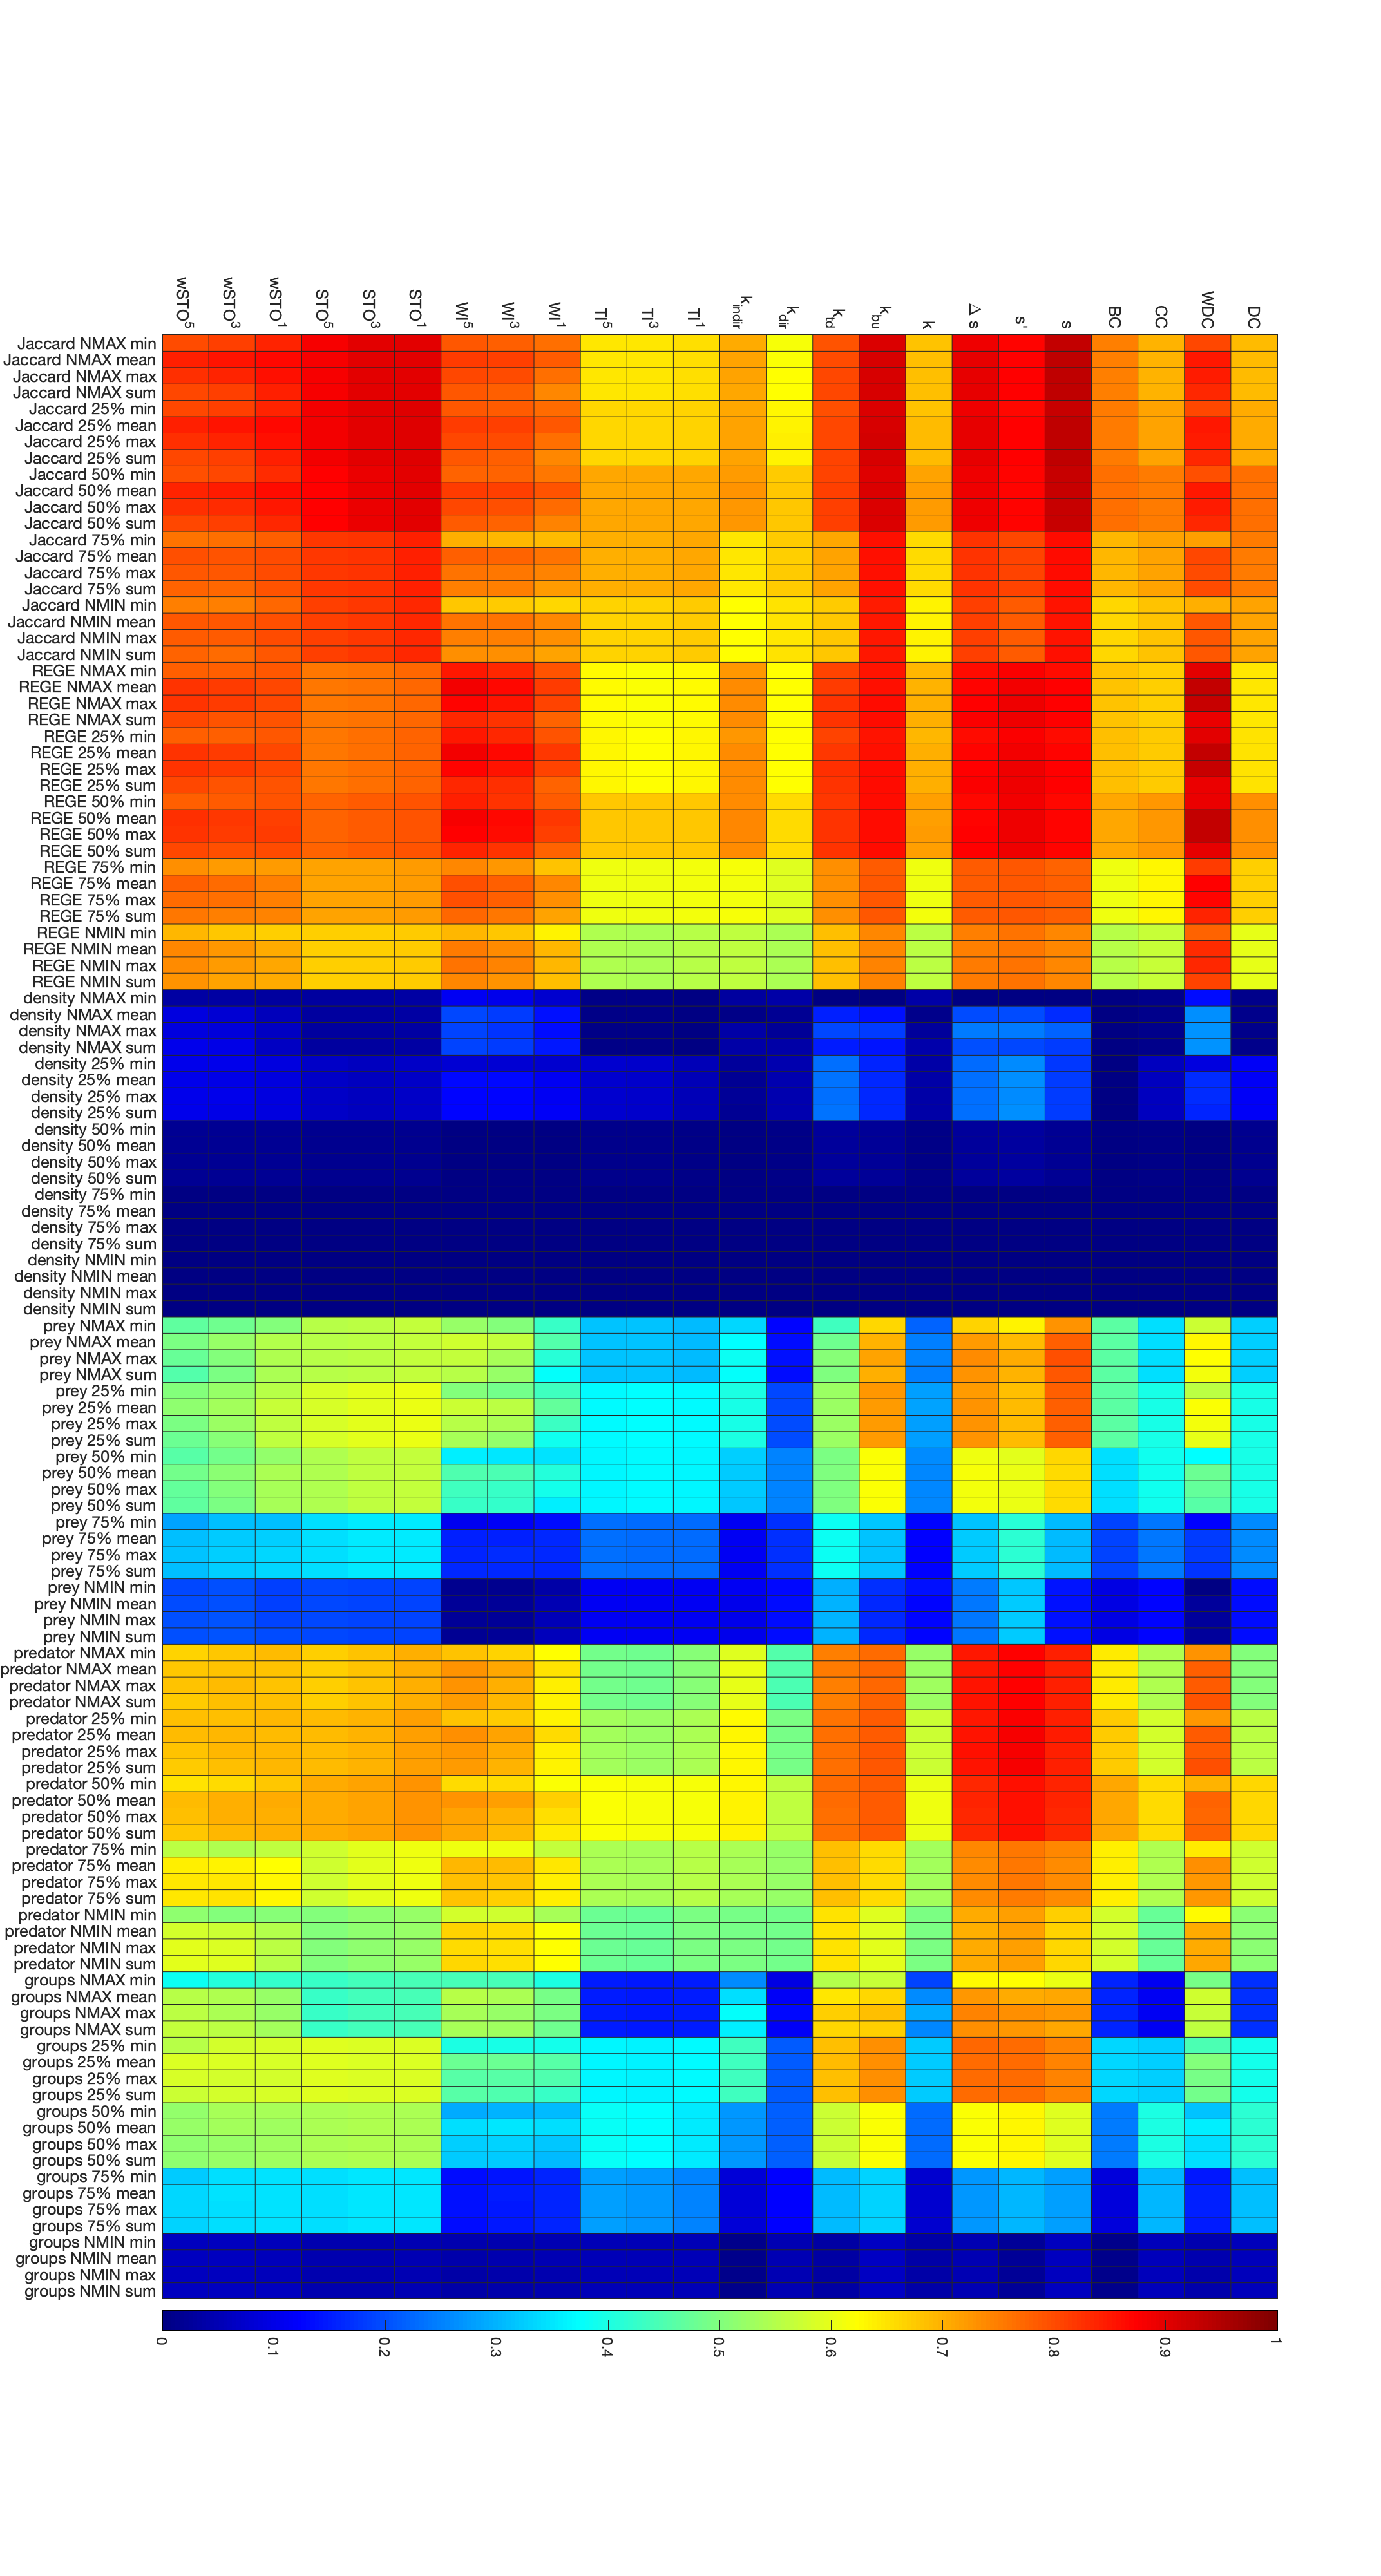 wSTO⁵
wSTO³
wSTO¹
STO⁵
STO³
STO¹
WI⁵
WI³
WI¹
TI⁵
TI³
TI¹
k_indir
k_dir
k_td
k_bu
k
Δ s
s'
s
BC
CC
WDC
DC
Jaccard NMAX min
Jaccard NMAX mean
Jaccard NMAX max
Jaccard NMAX sum
Jaccard 25% min
Jaccard 25% mean
Jaccard 25% max
Jaccard 25% sum
Jaccard 50% min
Jaccard 50% mean
Jaccard 50% max
Jaccard 50% sum
Jaccard 75% min
Jaccard 75% mean
Jaccard 75% max
Jaccard 75% sum
Jaccard NMIN min
Jaccard NMIN mean
Jaccard NMIN max
Jaccard NMIN sum
REGE NMAX min
REGE NMAX mean
REGE NMAX max
REGE NMAX sum
REGE 25% min
REGE 25% mean
REGE 25% max
REGE 25% sum
REGE 50% min
REGE 50% mean
REGE 50% max
REGE 50% sum
REGE 75% min
REGE 75% mean
REGE 75% max
REGE 75% sum
REGE NMIN min
REGE NMIN mean
REGE NMIN max
REGE NMIN sum
density NMAX min
density NMAX mean
density NMAX max
density NMAX sum
density 25% min
density 25% mean
density 25% max
density 25% sum
density 50% min
density 50% mean
density 50% max
density 50% sum
density 75% min
density 75% mean
density 75% max
density 75% sum
density NMIN min
density NMIN mean
density NMIN max
density NMIN sum
prey NMAX min
prey NMAX mean
prey NMAX max
prey NMAX sum
prey 25% min
prey 25% mean
prey 25% max
prey 25% sum
prey 50% min
prey 50% mean
prey 50% max
prey 50% sum
prey 75% min
prey 75% mean
prey 75% max
prey 75% sum
prey NMIN min
prey NMIN mean
prey NMIN max
prey NMIN sum
predator NMAX min
predator NMAX mean
predator NMAX max
predator NMAX sum
predator 25% min
predator 25% mean
predator 25% max
predator 25% sum
predator 50% min
predator 50% mean
predator 50% max
predator 50% sum
predator 75% min
predator 75% mean
predator 75% max
predator 75% sum
predator NMIN min
predator NMIN mean
predator NMIN max
predator NMIN sum
groups NMAX min
groups NMAX mean
groups NMAX max
groups NMAX sum
groups 25% min
groups 25% mean
groups 25% max
groups 25% sum
groups 50% min
groups 50% mean
groups 50% max
groups 50% sum
groups 75% min
groups 75% mean
groups 75% max
groups 75% sum
groups NMIN min
groups NMIN mean
groups NMIN max
groups NMIN sum
0
0.1
0.2
0.3
0.4
0.5
0.6
0.7
0.8
0.9
1